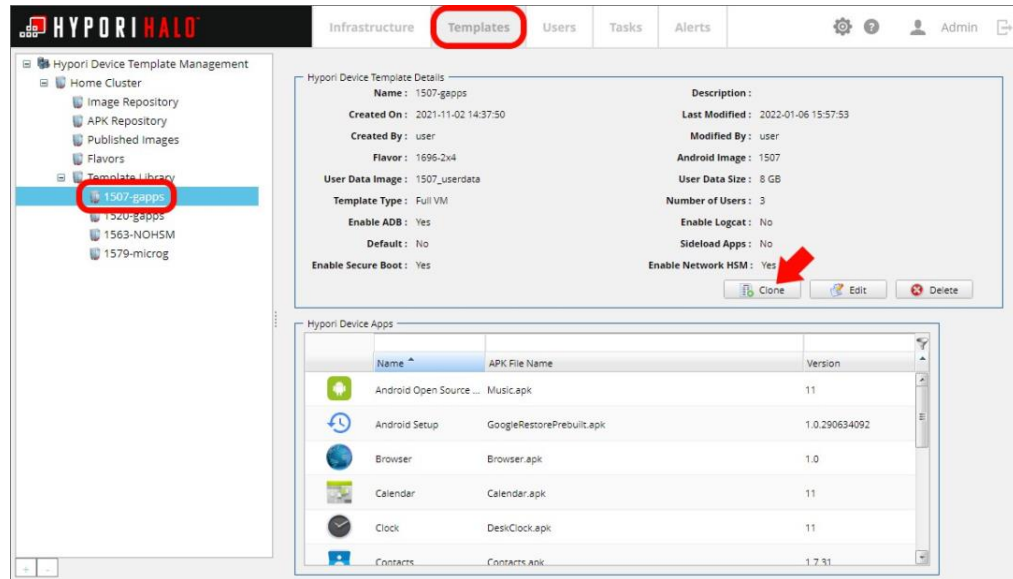 HYPORI HALO
Infrastructure Templates Users Tasks Alerts Admin
Hypori Device Template Management
Home Cluster
Image Repository
APK Repository
Published Images
Flavors
Template Library
1507-gapps
1520-gapps
1563-NOHSM
1579-microg
Hypori Device Template Details
Name : 1507-gapps Description :
Created On : 2021-11-02 14:37:50 Last Modified : 2022-01-06 15:57:53
Created By : user Modified By : user
Flavor : 1696-2x4 Android Image : 1507
User Data Image : 1507_userdata User Data Size : 8 GB
Template Type : Full VM Number of Users : 3
Enable ADB : Yes Enable Logcat : No
Default : No Sideload Apps : No
Enable Secure Boot : Yes Enable Network HSM : Yes
Clone Edit Delete
Hypori Device Apps
Name APK File Name Version
Android Open Source ... Music.apk 11
Android Setup GoogleRestorePrebuilt.apk 1.0.290634092
Browser Browser.apk 1.0
Calendar Calendar.apk 11
Clock DeskClock.apk 11
Contacts Contacts.apk 1.7.31